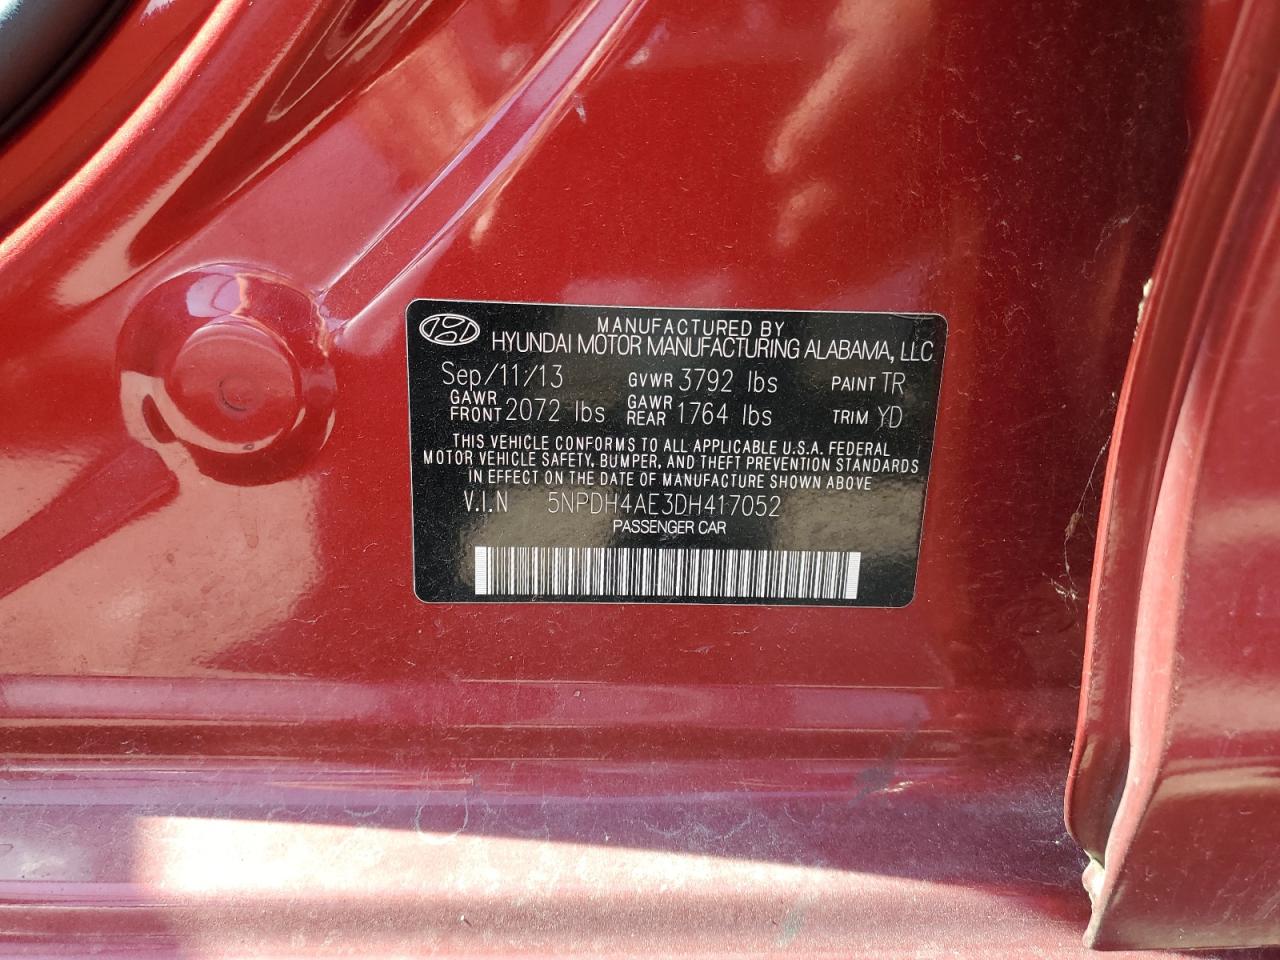 MANUFACTURED BY
HYUNDAI MOTOR MANUFACTURING ALABAMA, LLC
Sep/11/13 GVWR 3792 lbs PAINT TR
GAWR FRONT 2072 lbs GAWR REAR 1764 lbs TRIM YD
THIS VEHICLE CONFORMS TO ALL APPLICABLE U.S.A. FEDERAL
MOTOR VEHICLE SAFETY, BUMPER, AND THEFT PREVENTION STANDARDS
IN EFFECT ON THE DATE OF MANUFACTURE SHOWN ABOVE
V.I.N 5NPDH4AE3DH417052
PASSENGER CAR